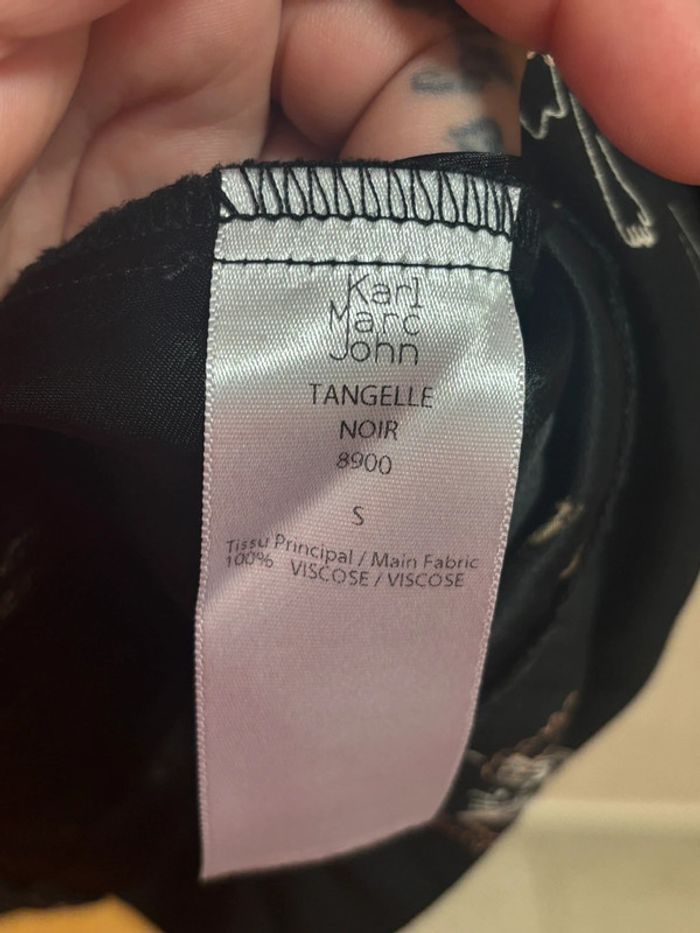 Karl
Marc
John
TANGELLE
NOIR
8900
S
Tissu Principal / Main Fabric
100% VISCOSE / VISCOSE